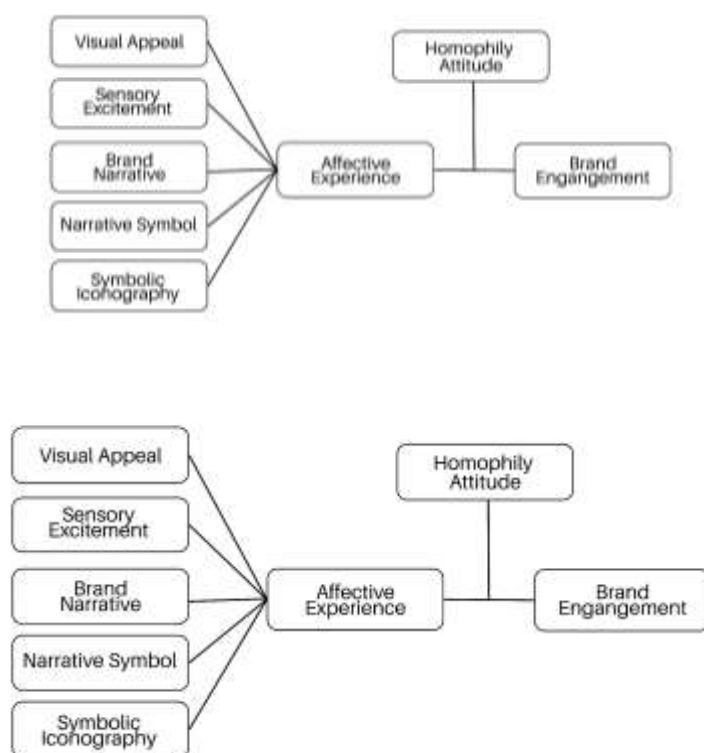 Visual Appeal
Homophily
Attitude
Sensory
Excitement
Brand
Narrative
Affective
Experience
Brand
Engangement
Narrative Symbol
Symbolic
Iconography
Visual Appeal
Homophily
Attitude
Sensory
Excitement
Brand
Narrative
Affective
Experience
Brand
Engangement
Narrative Symbol
Symbolic
Iconography